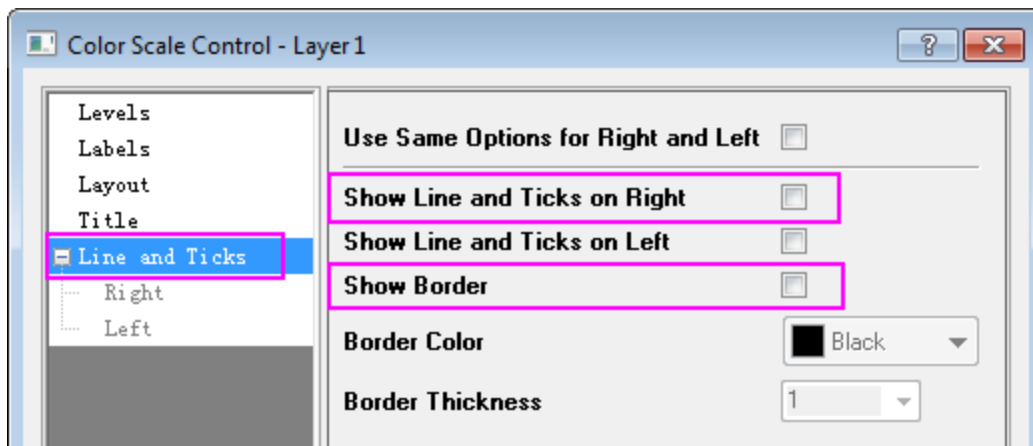 Color Scale Control - Layer 1
?
Levels
Labels
Layout
Title
Line and Ticks
Right
Left
Use Same Options for Right and Left
Show Line and Ticks on Right
Show Line and Ticks on Left
Show Border
Border Color
Black
Border Thickness
1